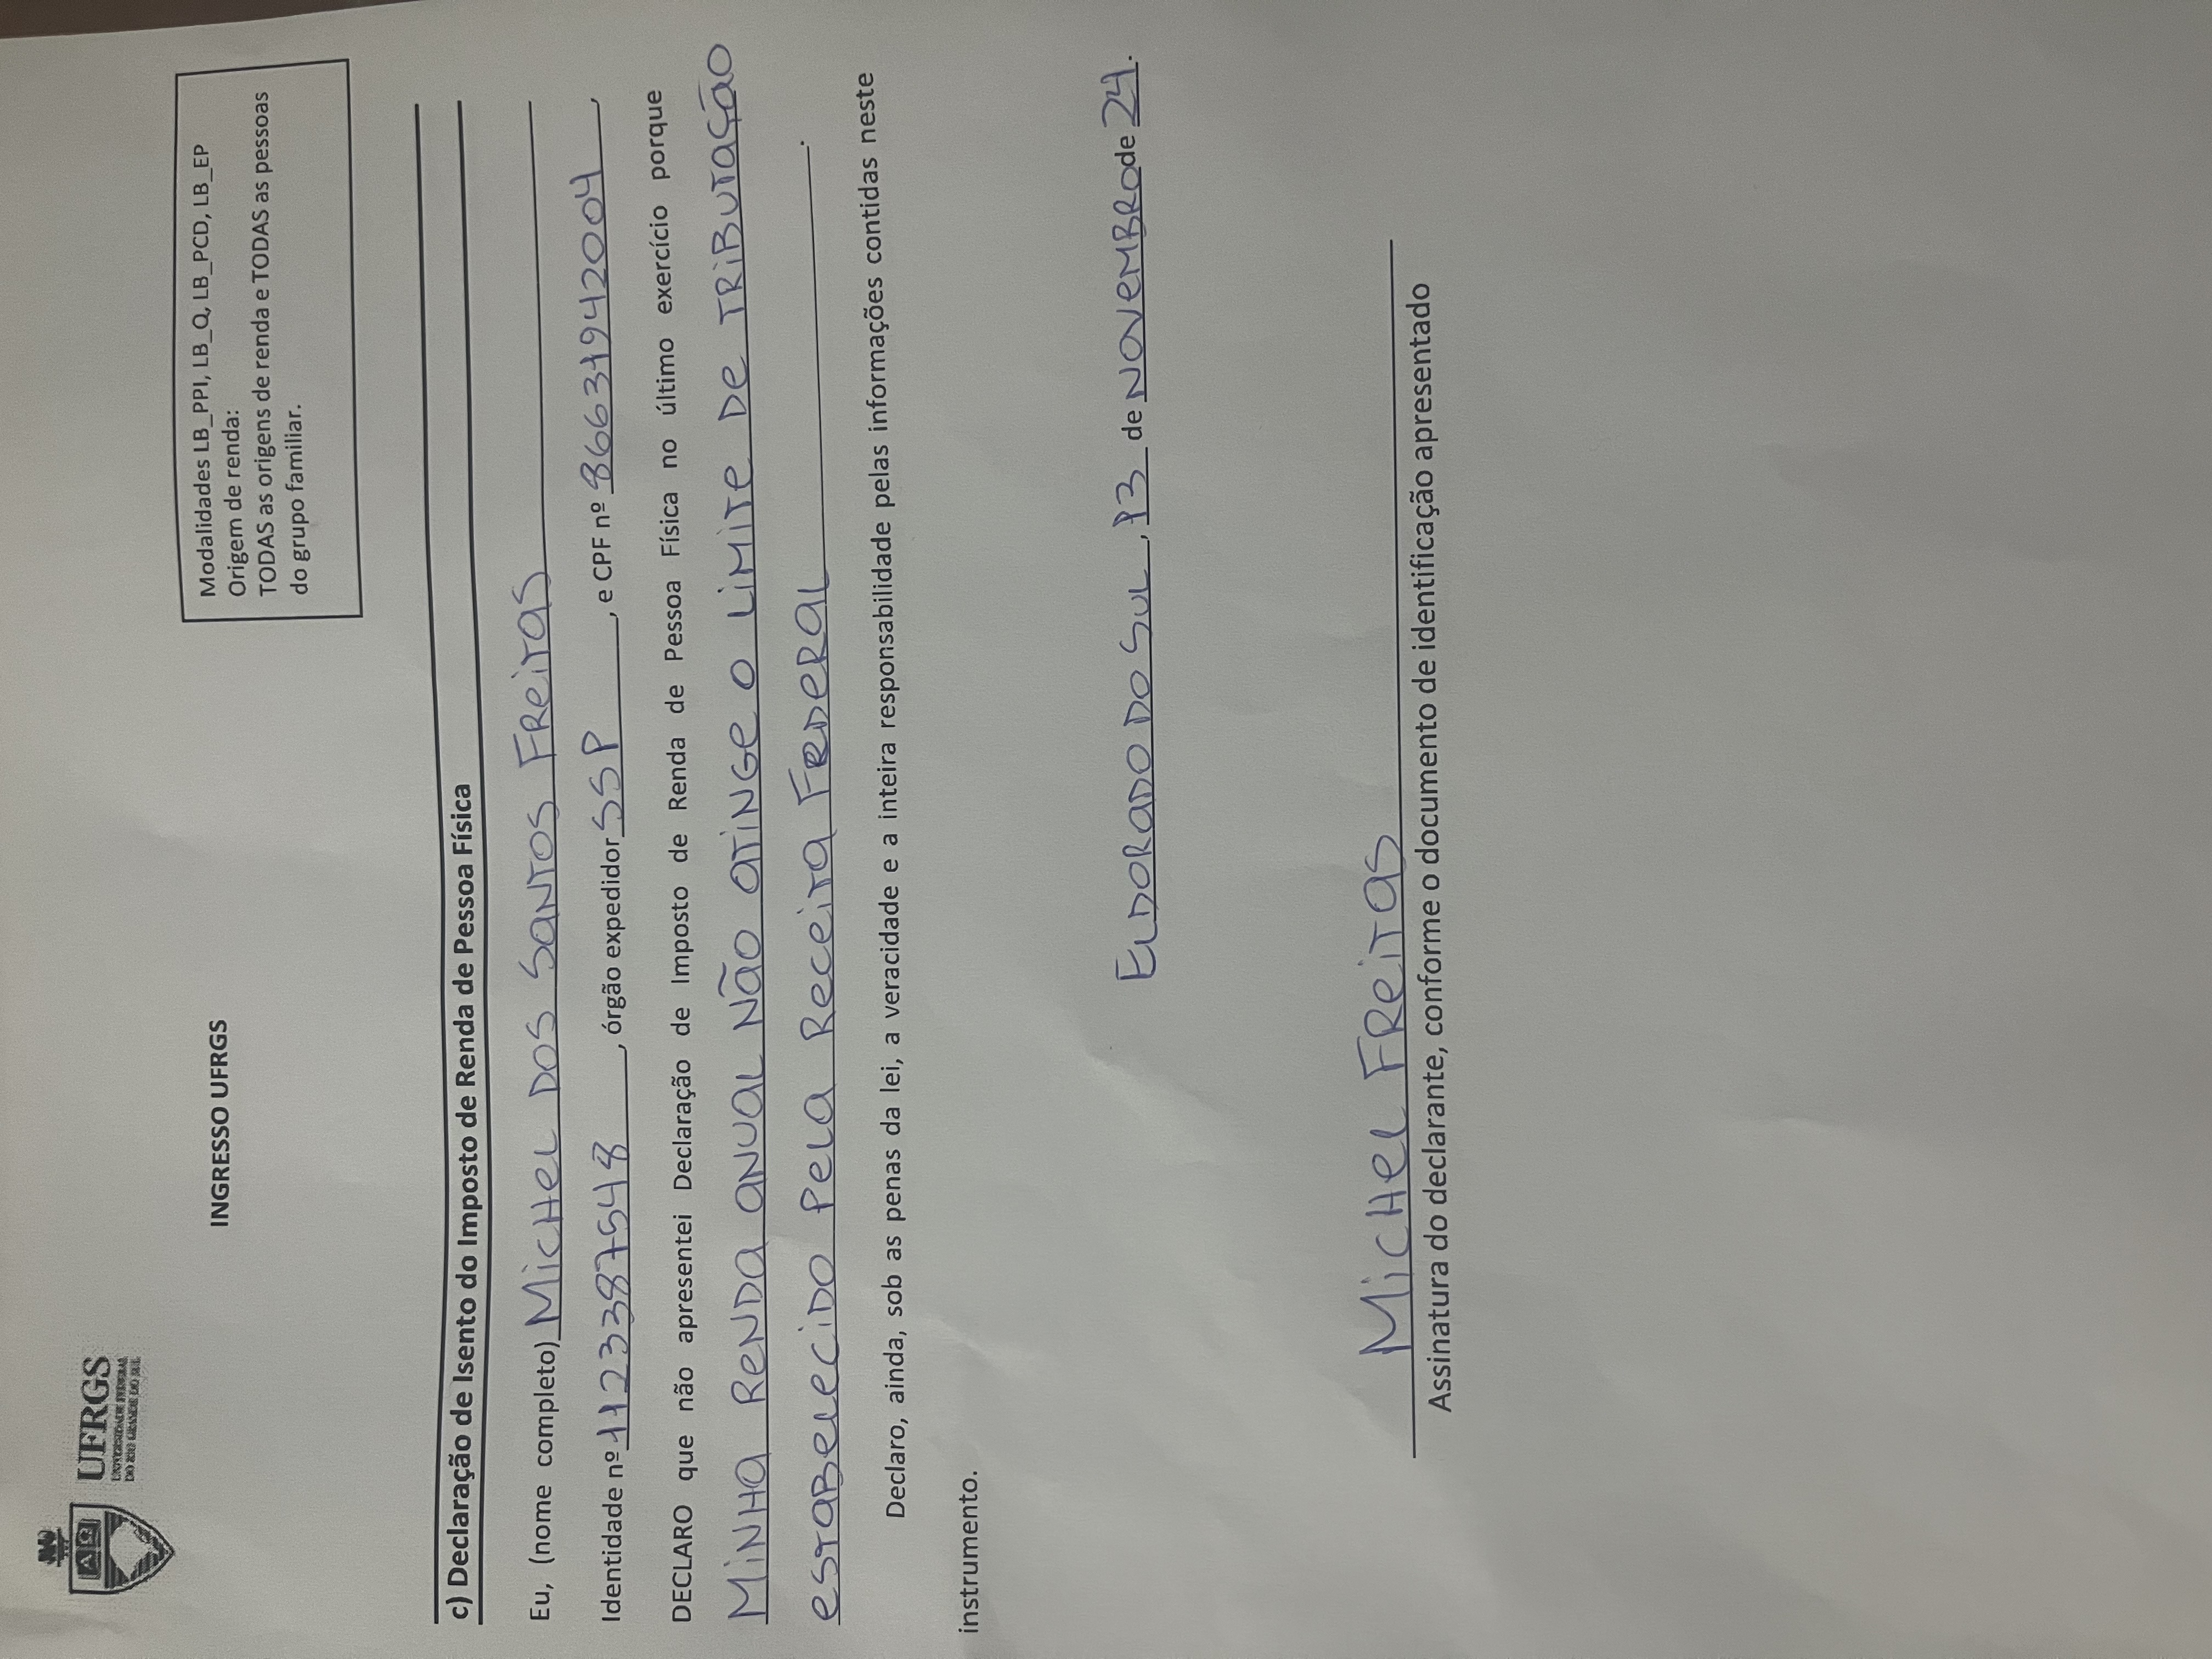 UFRGS
UNIVERSIDADE FEDERAL
DO RIO GRANDE DO SUL
INGRESSO UFRGS
Modalidades LB_PPI, LB_Q, LB_PCD, LB_EP
Origem de renda:
TODAS as origens de renda e TODAS as pessoas
do grupo familiar.
c) Declaração de Isento do Imposto de Renda de Pessoa Física
Eu, (nome completo) MicHel DOS SaNTOS FReiTas
Identidade nº 1123387548, órgão expedidor SSP, e CPF nº 86631942004,
DECLARO que não apresentei Declaração de Imposto de Renda de Pessoa Física no último exercício porque
MiNHa ReNDa aNUaL Não aTiNGe o LiMiTe De TRiBUTação
esTaBeleciDo Pela Receita FeDeRal.
Declaro, ainda, sob as penas da lei, a veracidade e a inteira responsabilidade pelas informações contidas neste
instrumento.
ELDORaDO DO SUL, 13 de NOVeMBRO de 24.
MicHel FReiTas
Assinatura do declarante, conforme o documento de identificação apresentado